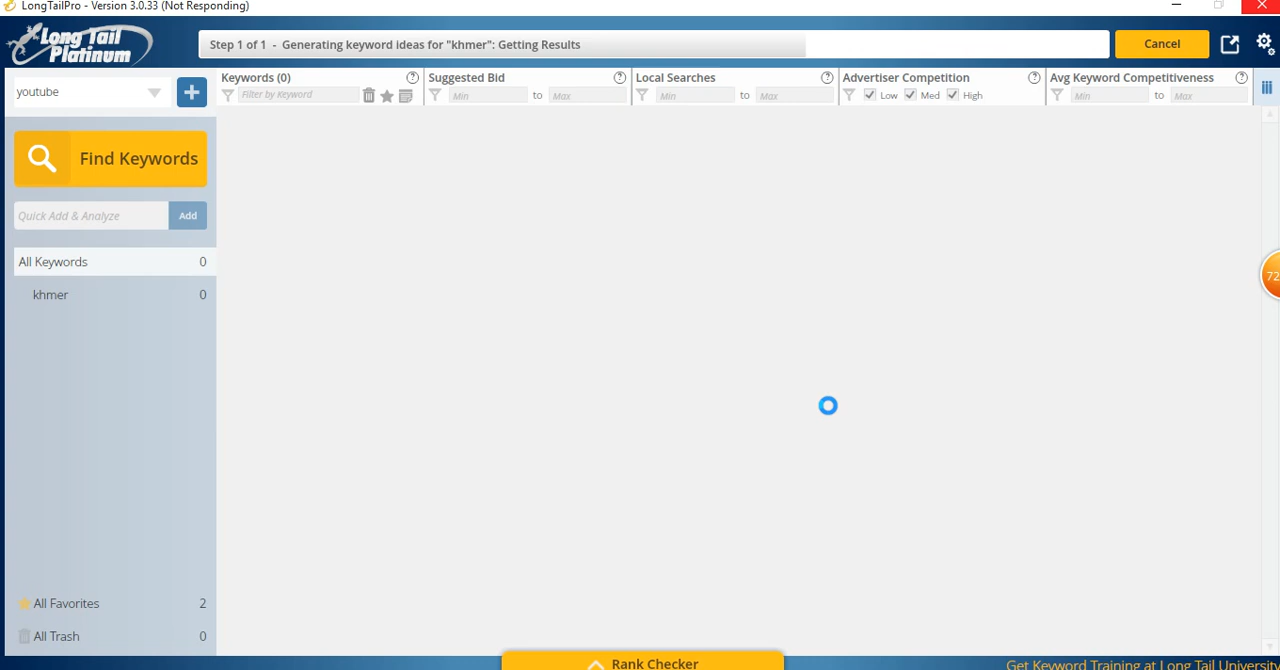 LongTailPro - Version 3.0.33 (Not Responding)
Long Tail
Platinum
Step 1 of 1 - Generating keyword ideas for "khmer": Getting Results
Cancel
youtube
Keywords (0)
Filter by Keyword
Suggested Bid
Min to Max
Local Searches
Min to Max
Advertiser Competition
Low Med High
Avg Keyword Competitiveness
Min to Max
Find Keywords
Quick Add & Analyze Add
All Keywords 0
khmer 0
72
All Favorites 2
All Trash 0
Rank Checker
Get Keyword Training at Long Tail University